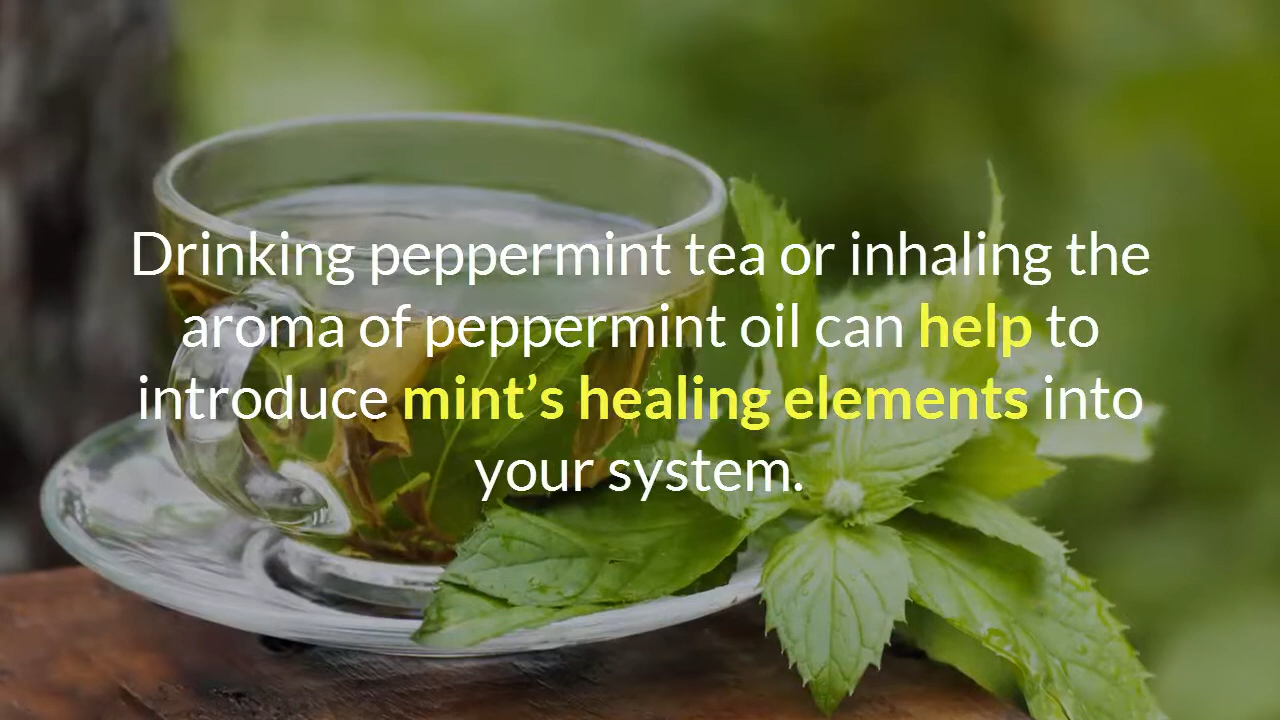 Drinking peppermint tea or inhaling the
aroma of peppermint oil can help to
introduce mint’s healing elements into
your system.